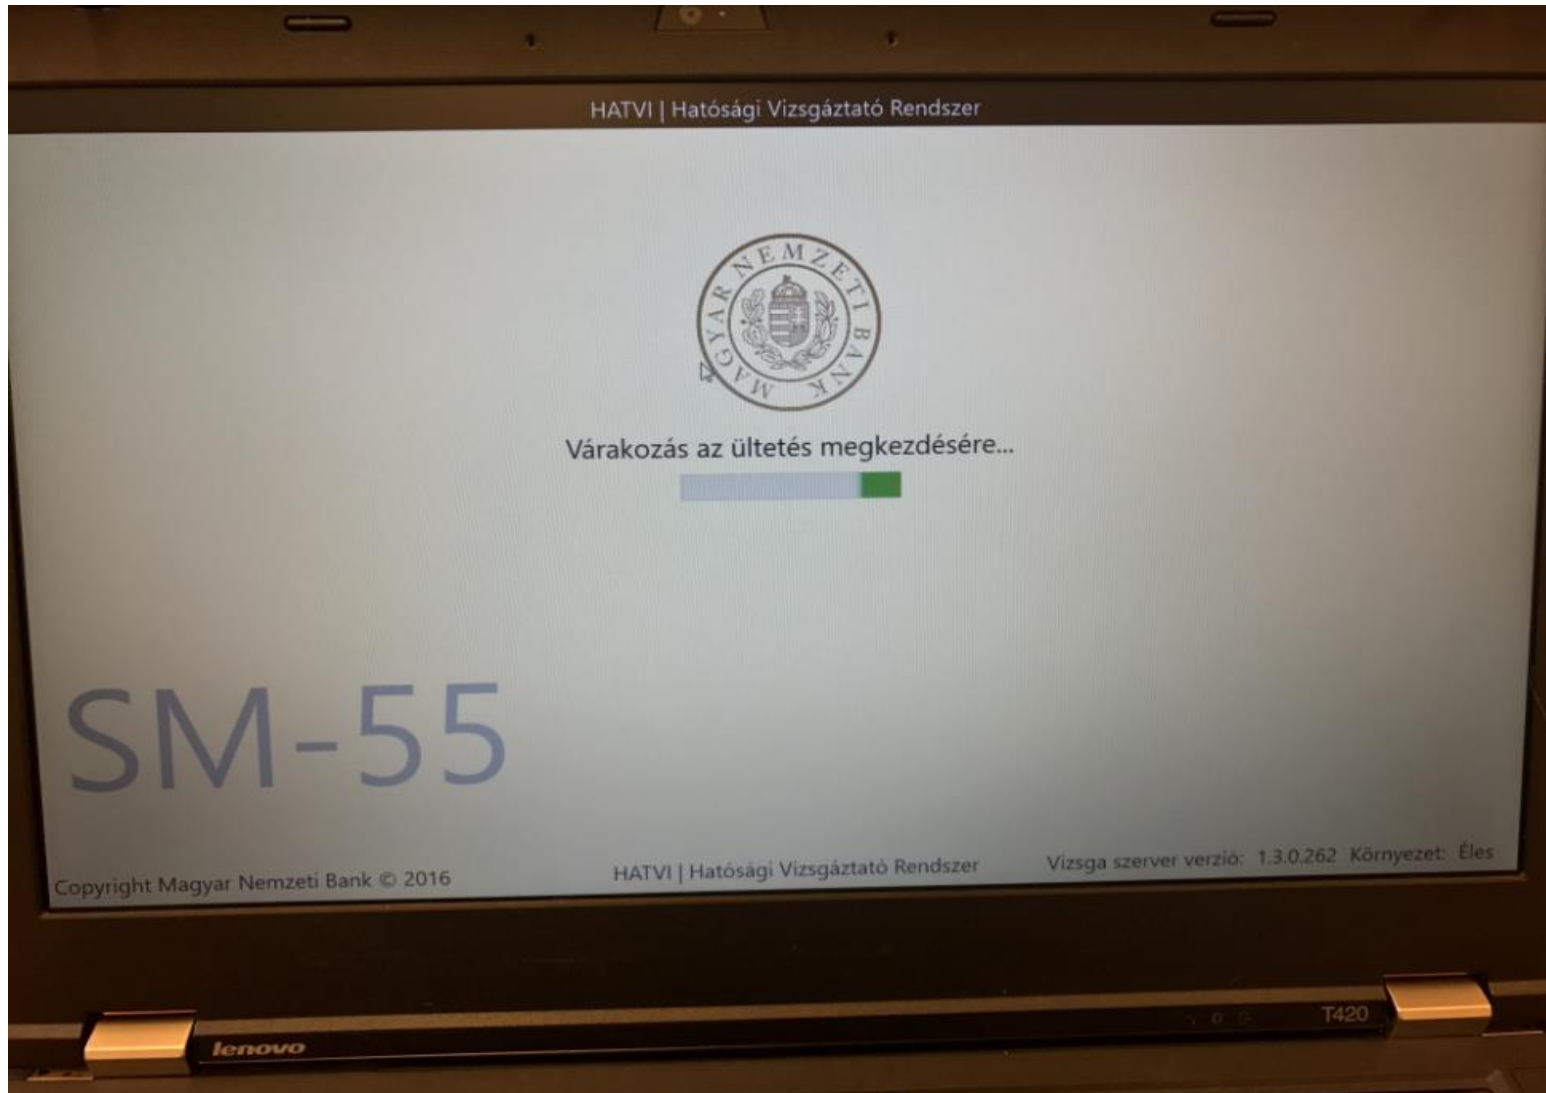 HATVI | Hatósági Vizsgáztató Rendszer
MAGYAR NEMZETI BANK
Várakozás az ültetés megkezdésére...
SM-55
Copyright Magyar Nemzeti Bank © 2016
HATVI | Hatósági Vizsgáztató Rendszer
Vizsga szerver verzió: 1.3.0.262 Környezet: Éles
T420
lenovo